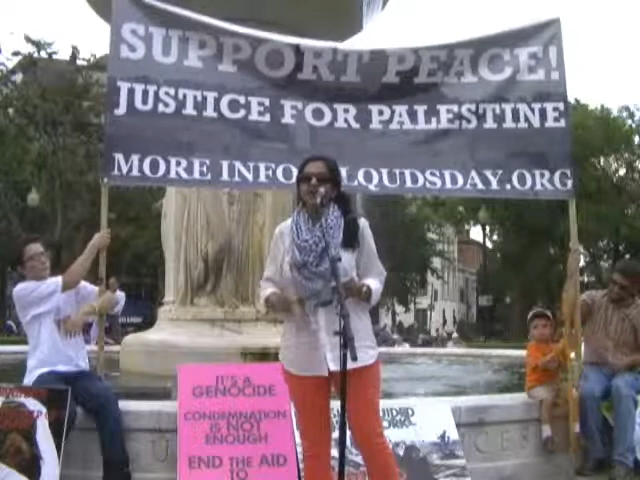 SUPPORT PEACE!
JUSTICE FOR PALESTINE
MORE INFO LQUDSDAY.ORG
IT'S A
GENOCIDE
CONDEMNATION
IS NOT
ENOUGH
END THE AID
TO